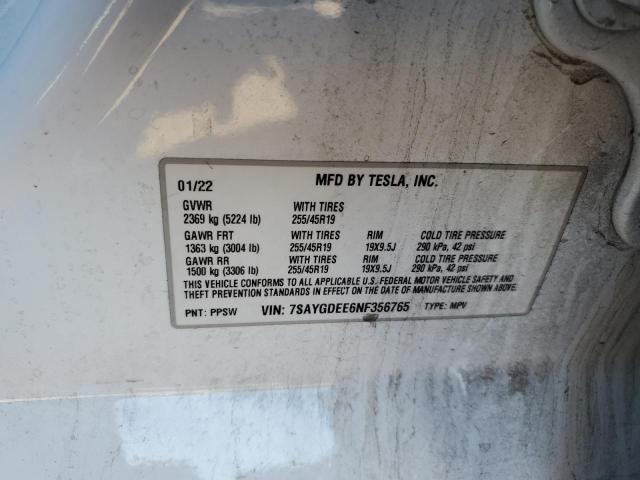 01/22 MFD BY TESLA, INC.
GVWR WITH TIRES
2369 kg (5224 lb) 255/45R19
GAWR FRT WITH TIRES RIM COLD TIRE PRESSURE
1363 kg (3004 lb) 255/45R19 19X9.5J 290 kPa, 42 psi
GAWR RR WITH TIRES RIM COLD TIRE PRESSURE
1500 kg (3306 lb) 255/45R19 19X9.5J 290 kPa, 42 psi
THIS VEHICLE CONFORMS TO ALL APPLICABLE U.S. FEDERAL MOTOR VEHICLE SAFETY AND
THEFT PREVENTION STANDARDS IN EFFECT ON THE DATE OF MANUFACTURE SHOWN ABOVE.
PNT: PPSW VIN: 7SAYGDEE6NF356765 TYPE: MPV